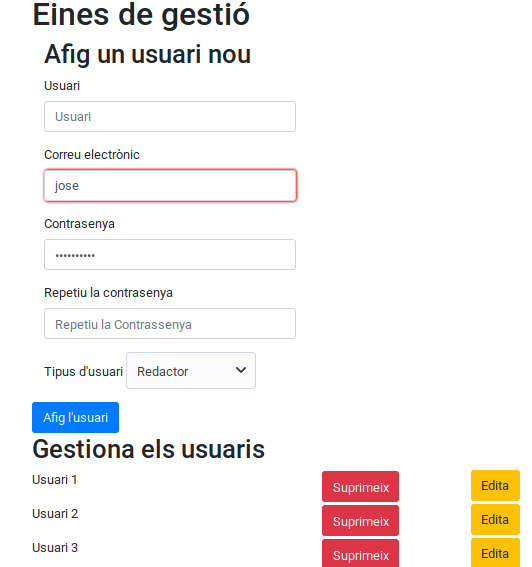 Eines de gestió
Afig un usuari nou
Usuari
Usuari
Correu electrònic
jose
Contrasenya
••••••••••
Repetiu la contrasenya
Repetiu la Contrassenya
Tipus d'usuari Redactor
Afig l'usuari
Gestiona els usuaris
Usuari 1 Suprimeix Edita
Usuari 2 Suprimeix Edita
Usuari 3 Suprimeix Edita